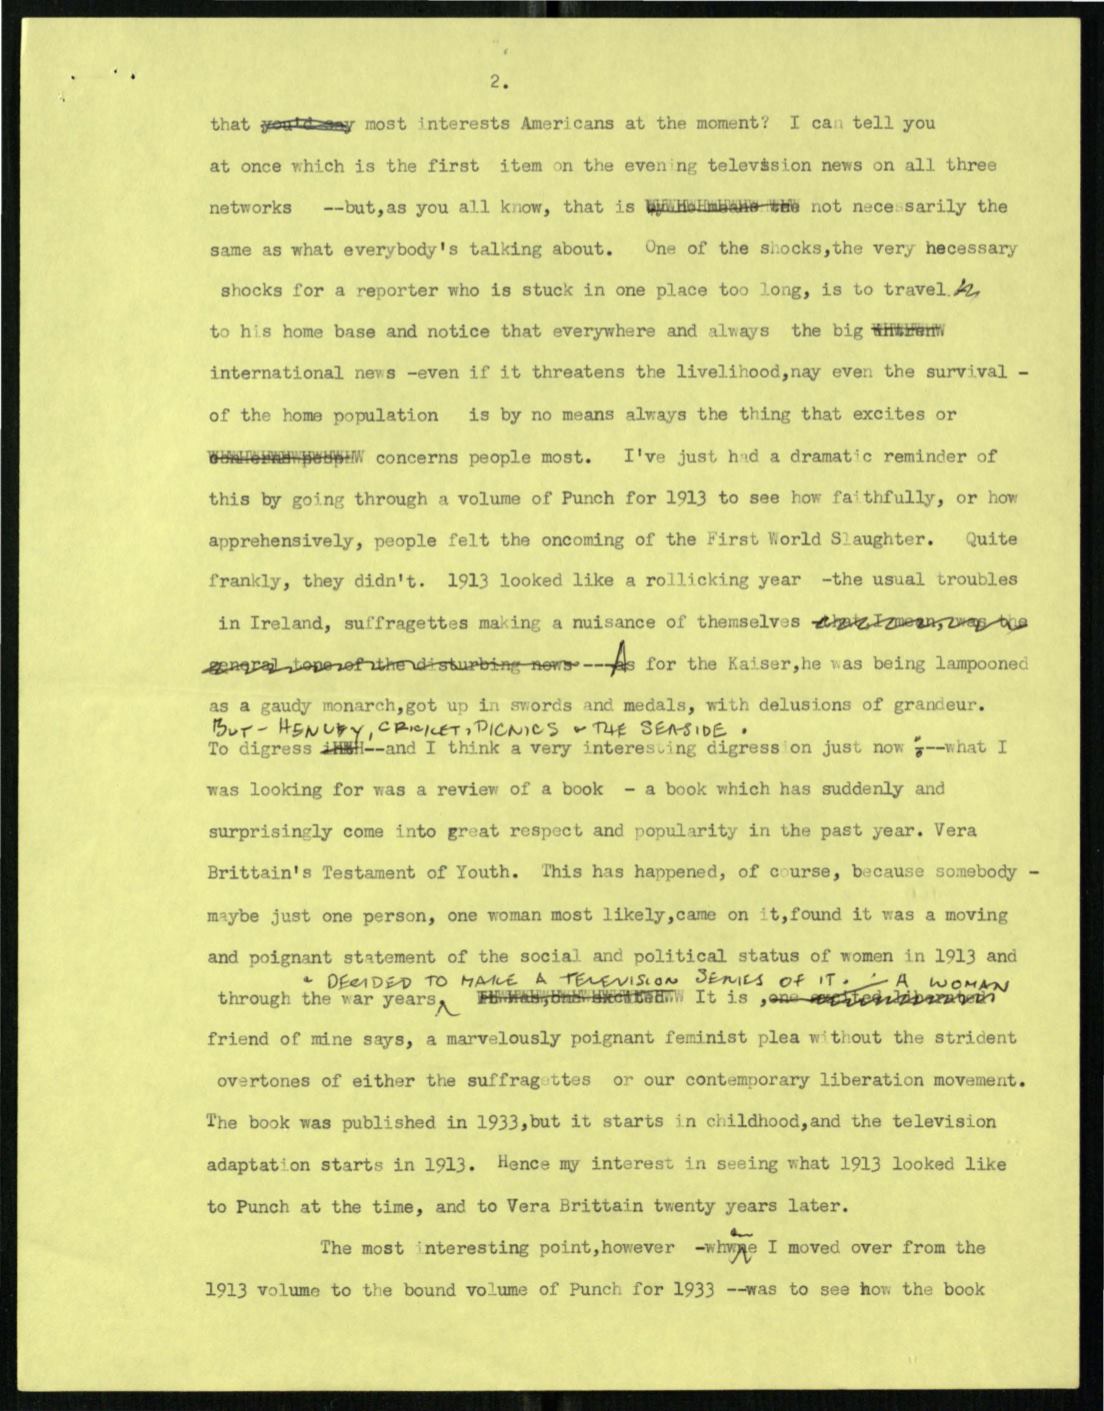 2.
that you'd say most interests Americans at the moment? I can tell you
at once which is the first item on the evening television news on all three
networks --but,as you all know, that is not necessarily the
same as what everybody's talking about. One of the shocks,the very hecessary
shocks for a reporter who is stuck in one place too long, is to travel
to his home base and notice that everywhere and always the big
international news -even if it threatens the livelihood,nay even the survival -
of the home population is by no means always the thing that excites or
concerns people most. I've just had a dramatic reminder of
this by going through a volume of Punch for 1913 to see how faithfully, or how
apprehensively, people felt the oncoming of the First World Slaughter. Quite
frankly, they didn't. 1913 looked like a rollicking year -the usual troubles
in Ireland, suffragettes making a nuisance of themselves that I mean, was the
general tone of the disturbing news ---As for the Kaiser,he was being lampooned
as a gaudy monarch,got up in swords and medals, with delusions of grandeur.
BUT - HENLEY, CRICKET, PICNICS & THE SEASIDE.
To digress --and I think a very interesting digression just now --what I
was looking for was a review of a book - a book which has suddenly and
surprisingly come into great respect and popularity in the past year. Vera
Brittain's Testament of Youth. This has happened, of course, because somebody -
maybe just one person, one woman most likely,came on it,found it was a moving
and poignant statement of the social and political status of women in 1913 and
& DECIDED TO MAKE A TELEVISION SERIES OF IT. A WOMAN
through the war years, It is ,one excited liberation
friend of mine says, a marvelously poignant feminist plea without the strident
overtones of either the suffragettes or our contemporary liberation movement.
The book was published in 1933,but it starts in childhood,and the television
adaptation starts in 1913. Hence my interest in seeing what 1913 looked like
to Punch at the time, and to Vera Brittain twenty years later.
The most interesting point,however -when I moved over from the
1913 volume to the bound volume of Punch for 1933 --was to see how the book